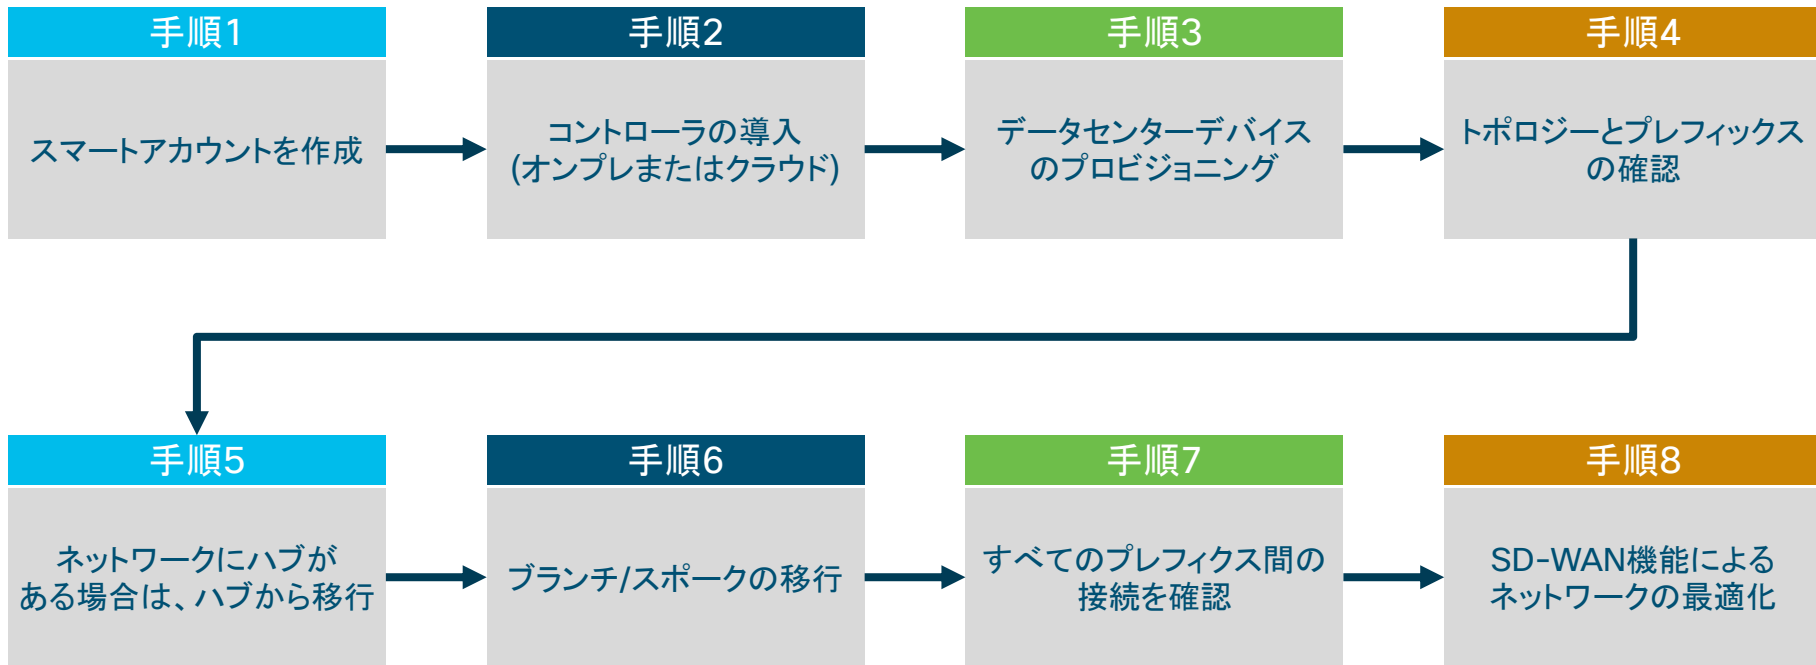 手順1
スマートアカウントを作成
手順2
コントローラの導入
(オンプレまたはクラウド)
手順3
データセンターデバイス
のプロビジョニング
手順4
トポロジーとプレフィックス
の確認
手順5
ネットワークにハブが
ある場合は、ハブから移行
手順6
ブランチ/スポークの移行
手順7
すべてのプレフィクス間の
接続を確認
手順8
SD-WAN機能による
ネットワークの最適化